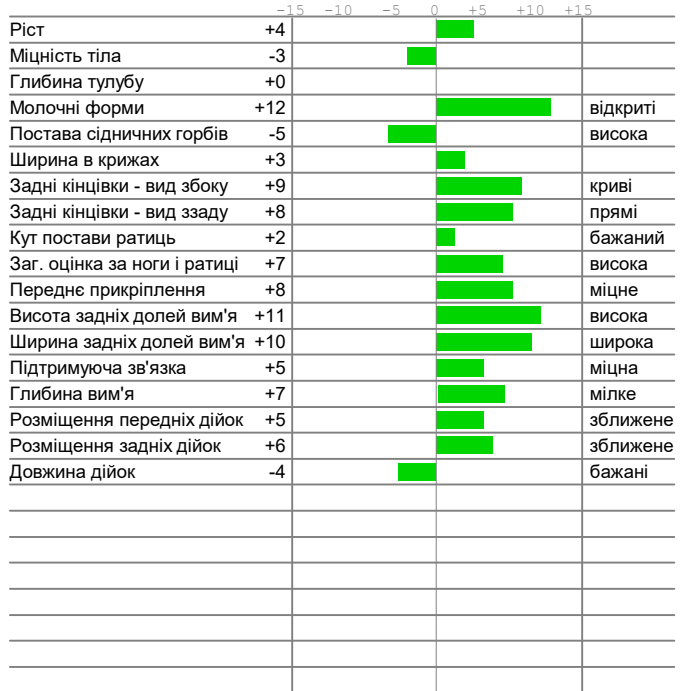 -15 -10 -5 0 +5 +10 +15
Ріст +4
Міцність тіла -3
Глибина тулубу +0
Молочні форми +12 відкриті
Постава сідничних горбів -5 висока
Ширина в крижах +3
Задні кінцівки - вид збоку +9 криві
Задні кінцівки - вид ззаду +8 прямі
Кут постави ратиць +2 бажаний
Заг. оцінка за ноги і ратиці +7 висока
Переднє прикріплення +8 міцне
Висота задніх долей вим'я +11 висока
Ширина задніх долей вим'я +10 широка
Підтримуюча зв'язка +5 міцна
Глибина вим'я +7 мілке
Розміщення передніх дійок +5 зближене
Розміщення задніх дійок +6 зближене
Довжина дійок -4 бажані